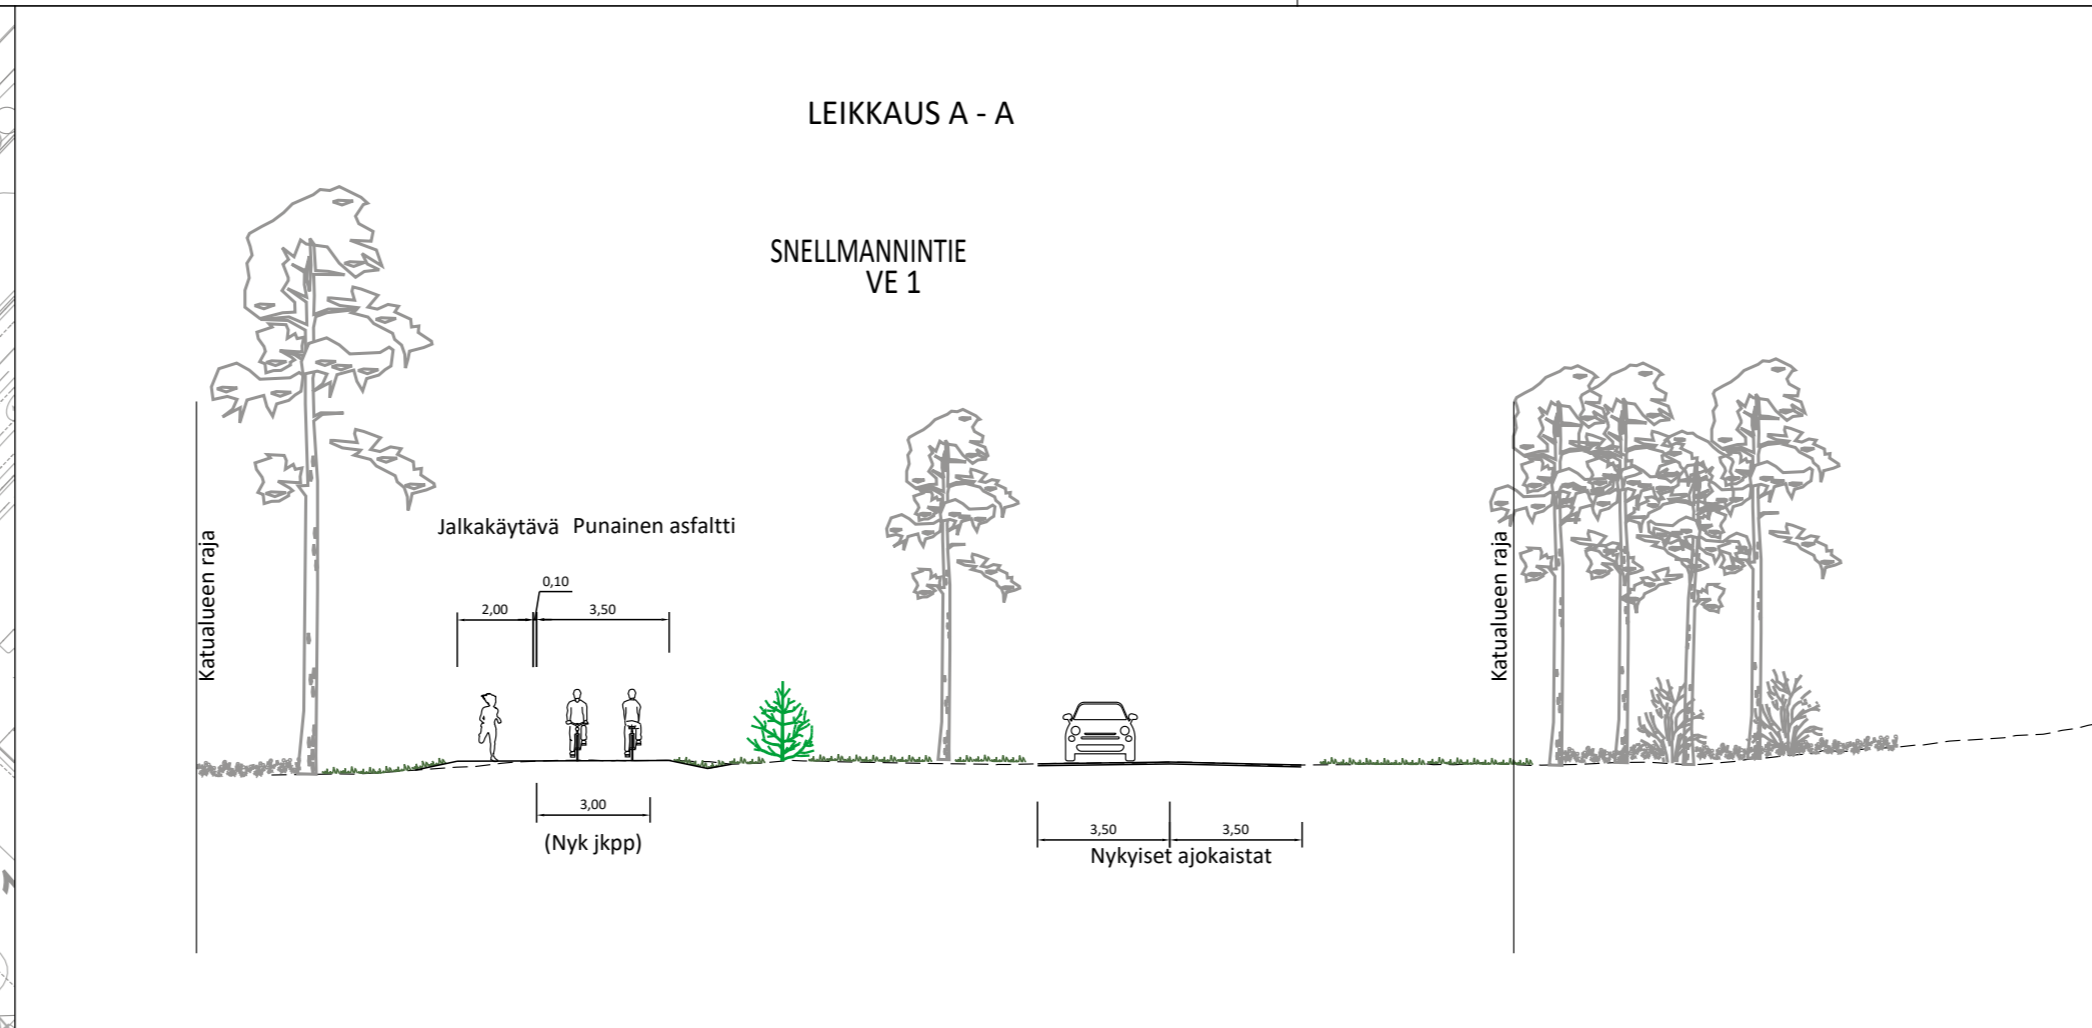 LEIKKAUS A - A
SNELLMANNINTIE
VE 1
Katualueen raja
Jalkakäytävä
Punainen asfaltti
0,10
2,00
3,50
3,00
(Nyk jkpp)
3,50
3,50
Nykyiset ajokaistat
Katualueen raja